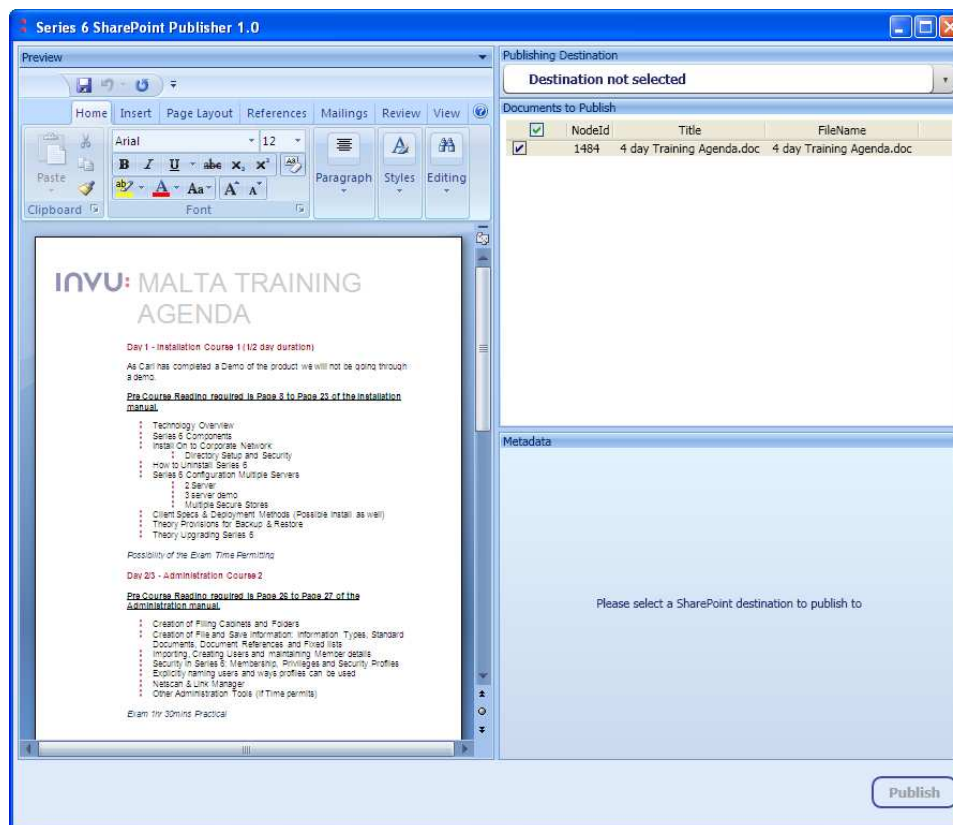 Series 6 SharePoint Publisher 1.0
Preview
Home Insert Page Layout References Mailings Review View
Paste
Clipboard
Arial 12
B I U abc x₂ x² AB
ab A Aa A A
Font
Paragraph
Styles
Editing
INVU: MALTA TRAINING
AGENDA
Day 1 - Installation Course 1 (1/2 day duration)
As Carl has completed a Demo of the product we will not be going through
a demo.
Pre Course Reading required is Page 8 to Page 23 of the installation
manual.
Technology Overview
Series 6 Components
Install On to Corporate Network
Directory Setup and Security
How to Uninstall Series 6
Series 6 Configuration Multiple Servers
2 Server
3 server demo
Multiple Secure Stores
Client Specs & Deployment Methods (Possible Install as well)
Theory Provisions for Backup & Restore
Theory Upgrading Series 6
Possibility of the Exam Time Permitting
Day 2/3 - Administration Course 2
Pre Course Reading required is Page 26 to Page 27 of the
Administration manual.
Creation of Filing Cabinets and Folders
Creation of File and Save Information: Information Types, Standard
Documents, Document References and Fixed lists
Importing, Creating Users and maintaining Member details
Security in Series 6: Membership, Privileges and Security Profiles
Explicitly naming users and ways profiles can be used
Netscan & Link Manager
Other Administration Tools (if Time permits)
Exam 1hr 30mins Practical
Publishing Destination
Destination not selected
Documents to Publish
NodeId Title FileName
1484 4 day Training Agenda.doc 4 day Training Agenda.doc
Metadata
Please select a SharePoint destination to publish to
Publish